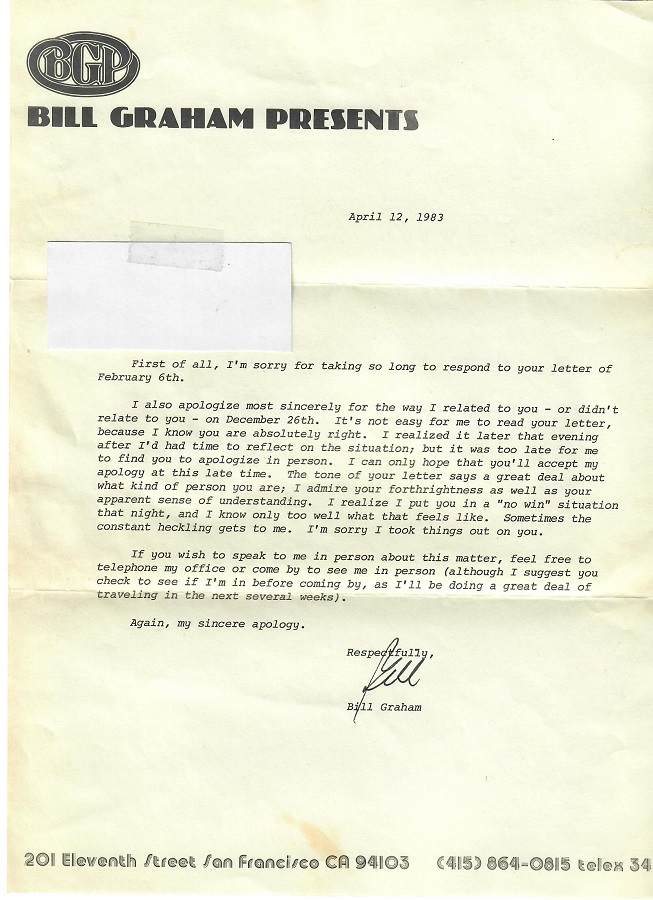 BGP
BILL GRAHAM PRESENTS
April 12, 1983
First of all, I'm sorry for taking so long to respond to your letter of
February 6th.
I also apologize most sincerely for the way I related to you - or didn't
relate to you - on December 26th. It's not easy for me to read your letter,
because I know you are absolutely right. I realized it later that evening
after I'd had time to reflect on the situation; but it was too late for me
to find you to apologize in person. I can only hope that you'll accept my
apology at this late time. The tone of your letter says a great deal about
what kind of person you are; I admire your forthrightness as well as your
apparent sense of understanding. I realize I put you in a "no win" situation
that night, and I know only too well what that feels like. Sometimes the
constant heckling gets to me. I'm sorry I took things out on you.
If you wish to speak to me in person about this matter, feel free to
telephone my office or come by to see me in person (although I suggest you
check to see if I'm in before coming by, as I'll be doing a great deal of
traveling in the next several weeks).
Again, my sincere apology.
Respectfully,
Bill
Bill Graham
201 Eleventh Street San Francisco CA 94103 (415) 864-0815 telex 34